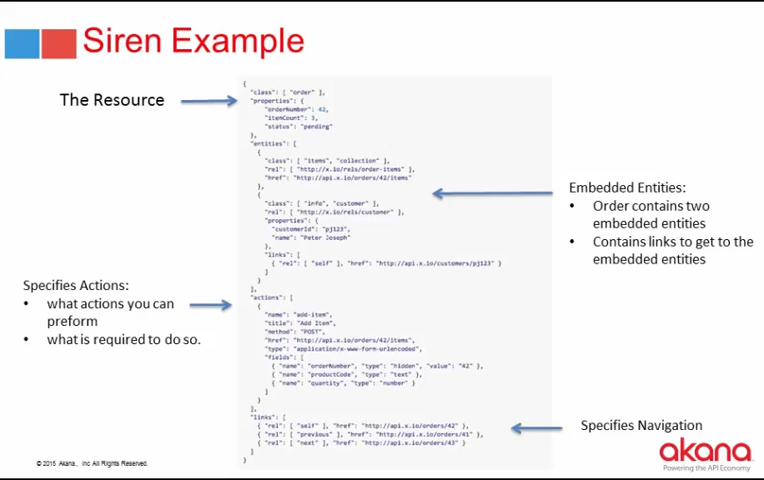 Siren Example
The Resource
{
"class": [ "order" ],
"properties": {
"orderNumber": 42,
"itemCount": 3,
"status": "pending"
},
"entities": [
{
"class": [ "items", "collection" ],
"rel": [ "http://x.io/rels/order-items" ],
"href": "http://api.x.io/orders/42/items"
},
{
"class": [ "info", "customer" ],
"rel": [ "http://x.io/rels/customer" ],
"properties": {
"customerId": "pj123",
"name": "Peter Joseph"
},
"links": [
{ "rel": [ "self" ], "href": "http://api.x.io/customers/pj123" }
]
}
],
"actions": [
{
"name": "add-item",
"title": "Add Item",
"method": "POST",
"href": "http://api.x.io/orders/42/items",
"type": "application/x-www-form-urlencoded",
"fields": [
{ "name": "orderNumber", "type": "hidden", "value": "42" },
{ "name": "productCode", "type": "text" },
{ "name": "quantity", "type": "number" }
]
}
],
"links": [
{ "rel": [ "self" ], "href": "http://api.x.io/orders/42" },
{ "rel": [ "previous" ], "href": "http://api.x.io/orders/41" },
{ "rel": [ "next" ], "href": "http://api.x.io/orders/43" }
]
}
Embedded Entities:
• Order contains two
embedded entities
• Contains links to get to the
embedded entities
Specifies Actions:
• what actions you can
preform
• what is required to do so.
Specifies Navigation
© 2015 Akana., Inc All Rights Reserved.
akana
Powering the API Economy